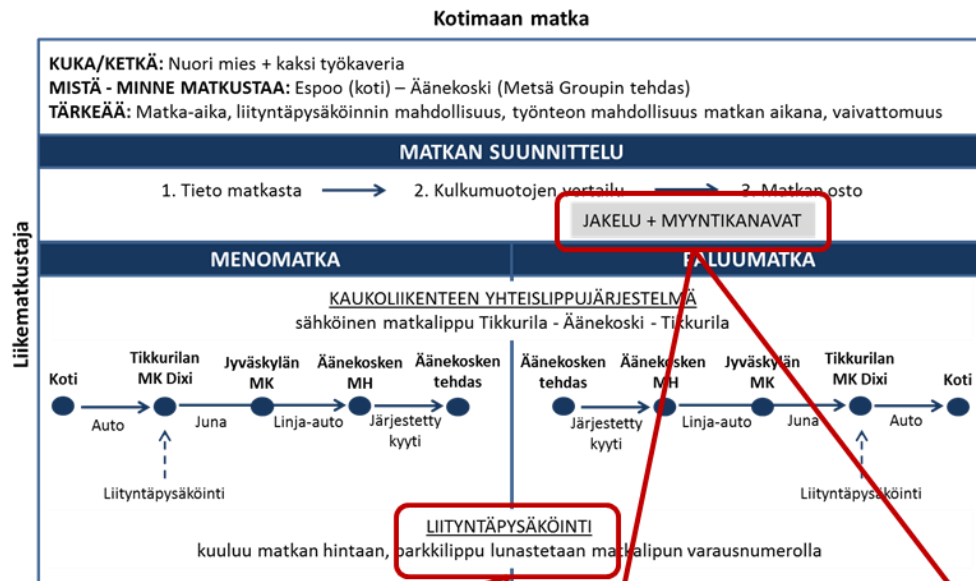 Kotimaan matka
KUKA/KETKÄ: Nuori mies + kaksi työkaveria
MISTÄ - MINNE MATKUSTAA: Espoo (koti) – Äänekoski (Metsä Groupin tehdas)
TÄRKEÄÄ: Matka-aika, liityntäpysäköinnin mahdollisuus, työnteon mahdollisuus matkan aikana, vaivattomuus
MATKAN SUUNNITTELU
1. Tieto matkasta
2. Kulkumuotojen vertailu
3. Matkan osto
JAKELU + MYYNTIKANAVAT
Liikematkustaja
MENOMATKA
PALUUMATKA
KAUKOLIIKENTEEN YHTEISLIPPUJÄRJESTELMÄ
sähköinen matkalippu Tikkurila - Äänekoski - Tikkurila
Koti
Tikkurilan
MK Dixi
Jyväskylän
MK
Äänekosken
MH
Äänekosken
tehdas
Auto
Juna
Linja-auto
Järjestetty
kyyti
Liityntäpysäköinti
Äänekosken
tehdas
Äänekosken
MH
Jyväskylän
MK
Tikkurilan
MK Dixi
Koti
Järjestetty
kyyti
Linja-auto
Juna
Auto
Liityntäpysäköinti
LIITYNTÄPYSÄKÖINTI
kuuluu matkan hintaan, parkkilippu lunastetaan matkalipun varausnumerolla